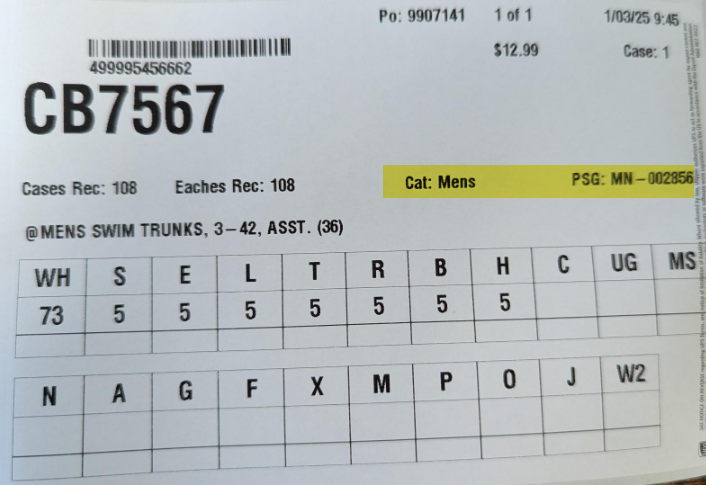 Po: 9907141 1 of 1 1/03/25 9:45
$12.99 Case: 1
499995456662
CB7567
Cases Rec: 108 Eaches Rec: 108 Cat: Mens PSG: MN-002856
@MENS SWIM TRUNKS, 3-42, ASST. (36)
WH S E L T R B H C UG MS
73 5 5 5 5 5 5 5
N A G F X M P O J W2